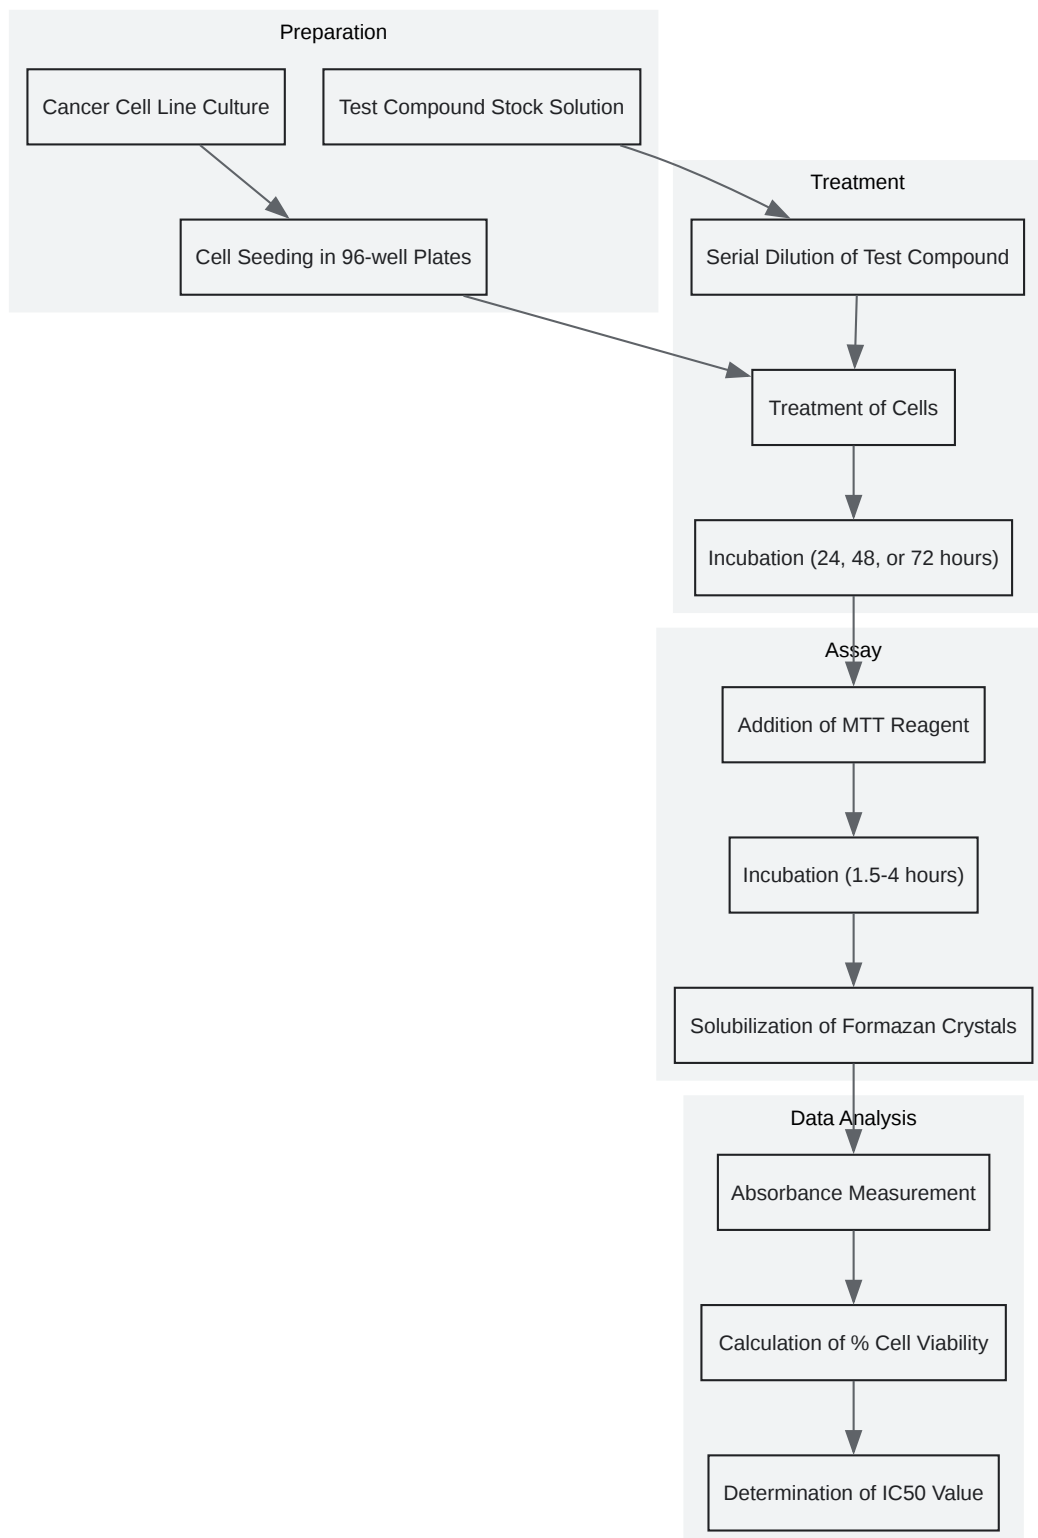 Preparation
Cancer Cell Line Culture
Test Compound Stock Solution
Cell Seeding in 96-well Plates
Treatment
Serial Dilution of Test Compound
Treatment of Cells
Incubation (24, 48, or 72 hours)
Assay
Addition of MTT Reagent
Incubation (1.5-4 hours)
Solubilization of Formazan Crystals
Data Analysis
Absorbance Measurement
Calculation of % Cell Viability
Determination of IC50 Value